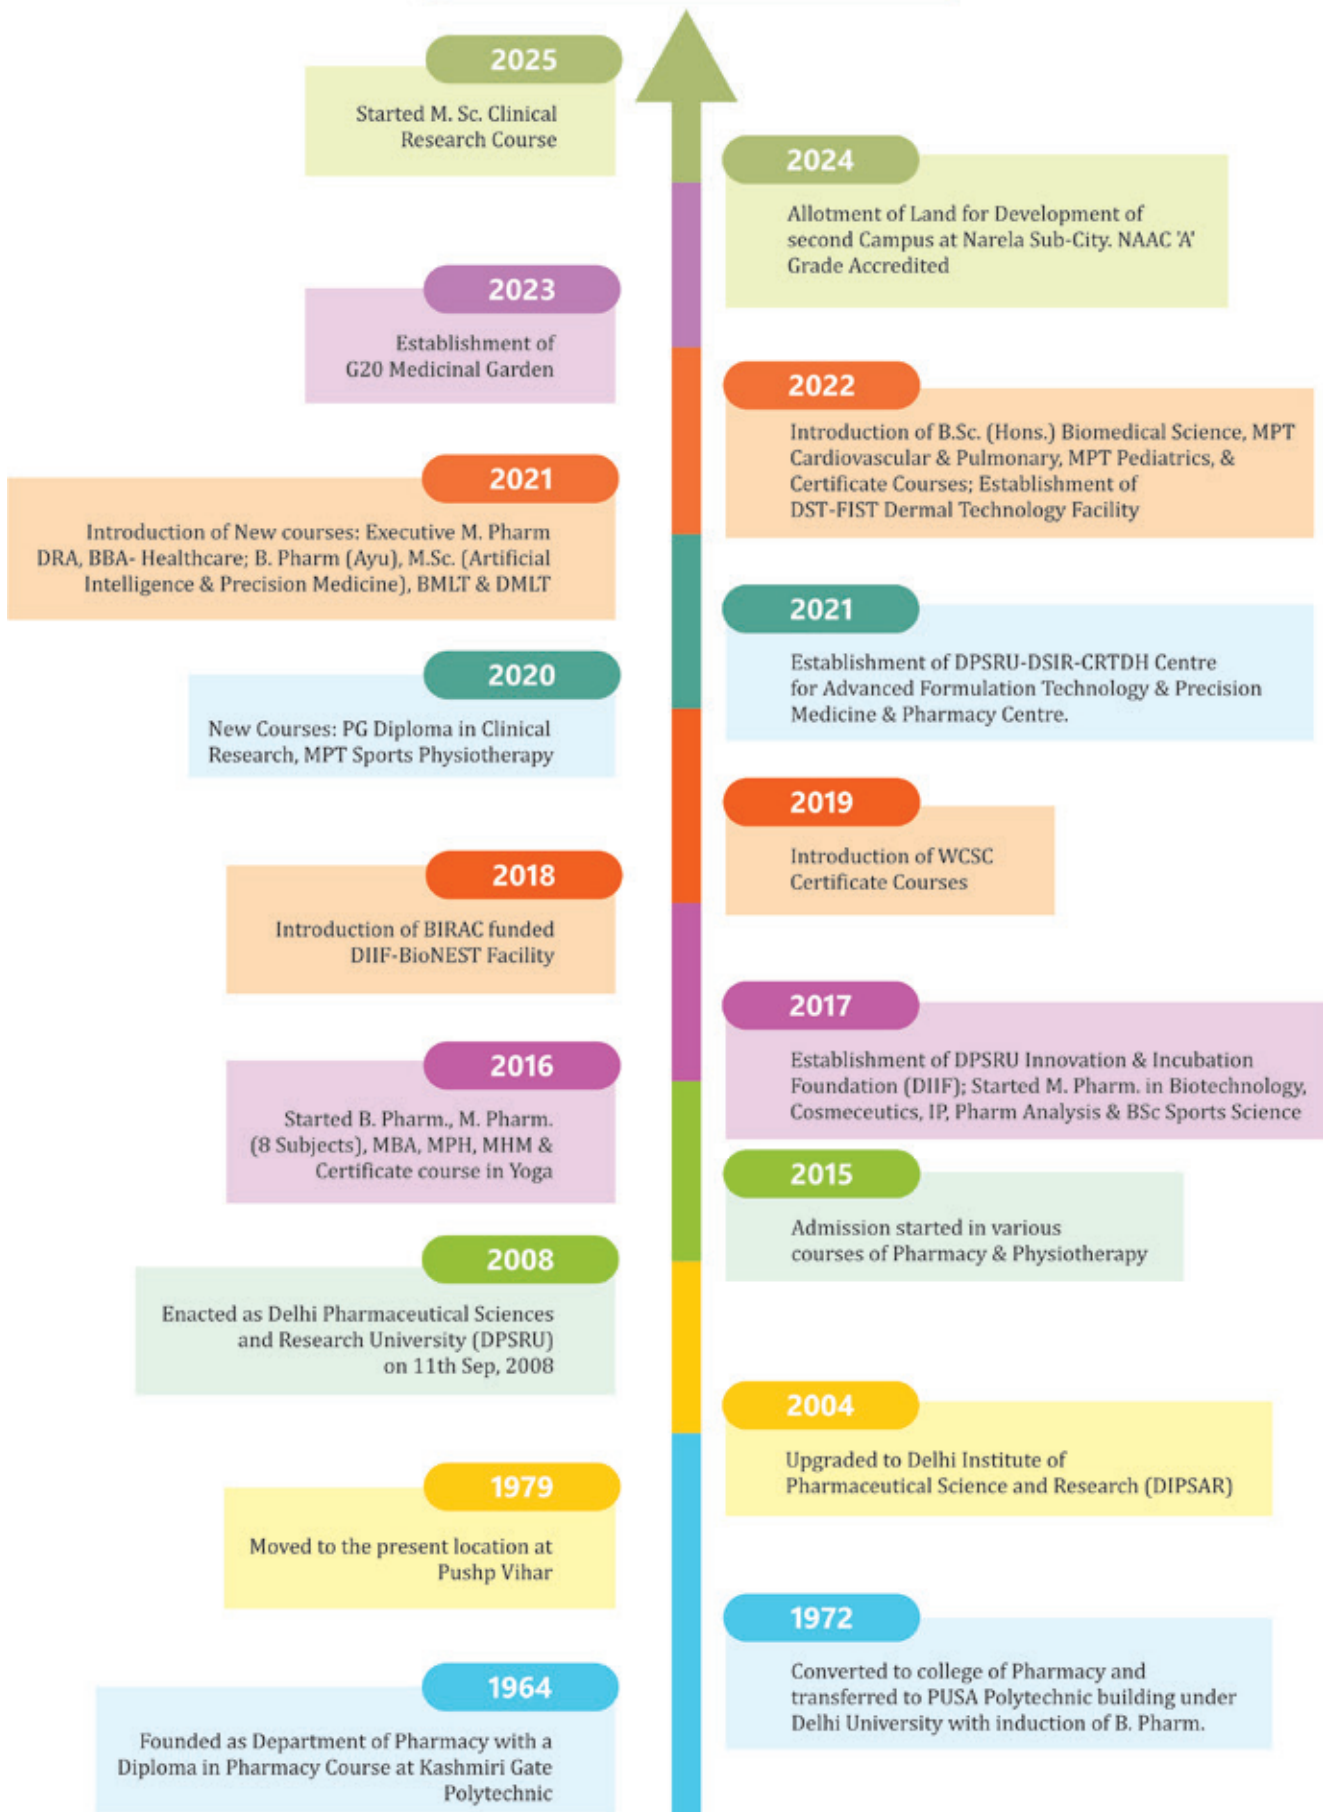 2025
Started M. Sc. Clinical
Research Course
2024
Allotment of Land for Development of
second Campus at Narela Sub-City. NAAC 'A'
Grade Accredited
2023
Establishment of
G20 Medicinal Garden
2022
Introduction of B.Sc. (Hons.) Biomedical Science, MPT
Cardiovascular & Pulmonary, MPT Pediatrics, &
Certificate Courses; Establishment of
DST-FIST Dermal Technology Facility
2021
Introduction of New courses: Executive M. Pharm
DRA, BBA- Healthcare; B. Pharm (Ayu), M.Sc. (Artificial
Intelligence & Precision Medicine), BMLT & DMLT
2021
Establishment of DPSRU-DSIR-CRTDH Centre
for Advanced Formulation Technology & Precision
Medicine & Pharmacy Centre.
2020
New Courses: PG Diploma in Clinical
Research, MPT Sports Physiotherapy
2019
Introduction of WCSC
Certificate Courses
2018
Introduction of BIRAC funded
DIIF-BioNEST Facility
2017
Establishment of DPSRU Innovation & Incubation
Foundation (DIIF); Started M. Pharm. in Biotechnology,
Cosmeceutics, IP, Pharm Analysis & BSc Sports Science
2016
Started B. Pharm., M. Pharm.
(8 Subjects), MBA, MPH, MHM &
Certificate course in Yoga
2015
Admission started in various
courses of Pharmacy & Physiotherapy
2008
Enacted as Delhi Pharmaceutical Sciences
and Research University (DPSRU)
on 11th Sep, 2008
2004
Upgraded to Delhi Institute of
Pharmaceutical Science and Research (DIPSAR)
1979
Moved to the present location at
Pushp Vihar
1972
Converted to college of Pharmacy and
transferred to PUSA Polytechnic building under
Delhi University with induction of B. Pharm.
1964
Founded as Department of Pharmacy with a
Diploma in Pharmacy Course at Kashmiri Gate
Polytechnic